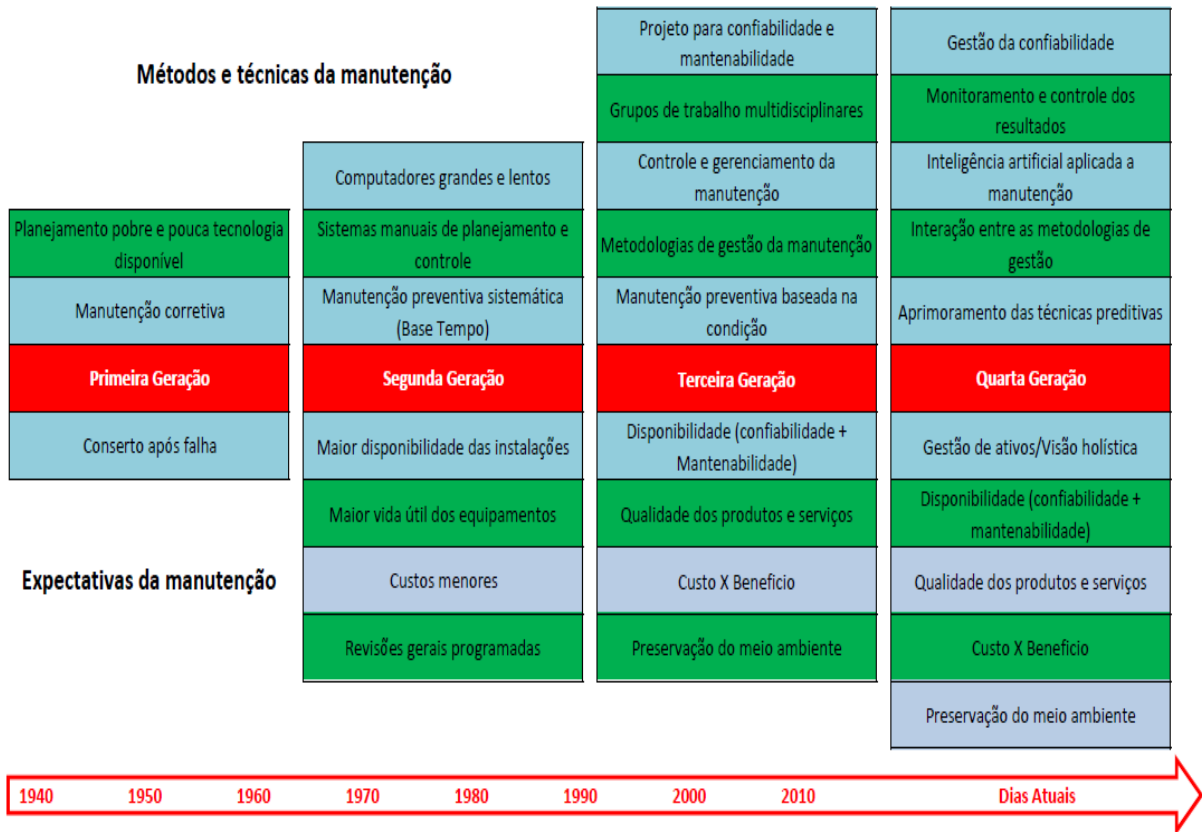 Métodos e técnicas da manutenção
Planejamento pobre e pouca tecnologia
disponível
Manutenção corretiva
Primeira Geração
Conserto após falha
Expectativas da manutenção
Computadores grandes e lentos
Sistemas manuais de planejamento e
controle
Manutenção preventiva sistemática
(Base Tempo)
Segunda Geração
Maior disponibilidade das instalações
Maior vida útil dos equipamentos
Custos menores
Revisões gerais programadas
Projeto para confiabilidade e
mantenabilidade
Grupos de trabalho multidisciplinares
Controle e gerenciamento da
manutenção
Metodologias de gestão da manutenção
Manutenção preventiva baseada na
condição
Terceira Geração
Disponibilidade (confiabilidade +
Mantenabilidade)
Qualidade dos produtos e serviços
Custo X Beneficio
Preservação do meio ambiente
Gestão da confiabilidade
Monitoramento e controle dos
resultados
Inteligência artificial aplicada a
manutenção
Interação entre as metodologias de
gestão
Aprimoramento das técnicas preditivas
Quarta Geração
Gestão de ativos/Visão holística
Disponibilidade (confiabilidade +
mantenabilidade)
Qualidade dos produtos e serviços
Custo X Beneficio
Preservação do meio ambiente
1940 1950 1960 1970 1980 1990 2000 2010 Dias Atuais